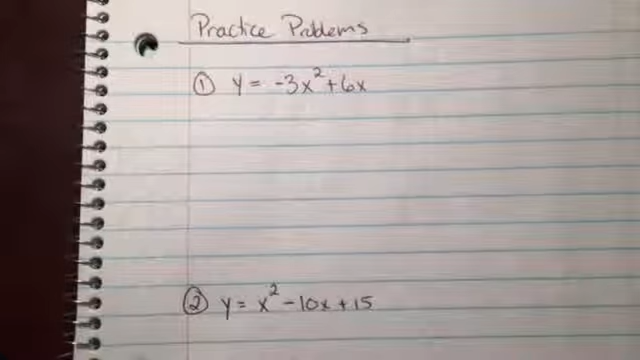 Practice Problems
① y = -3x² + 6x
② y = x² - 10x + 15